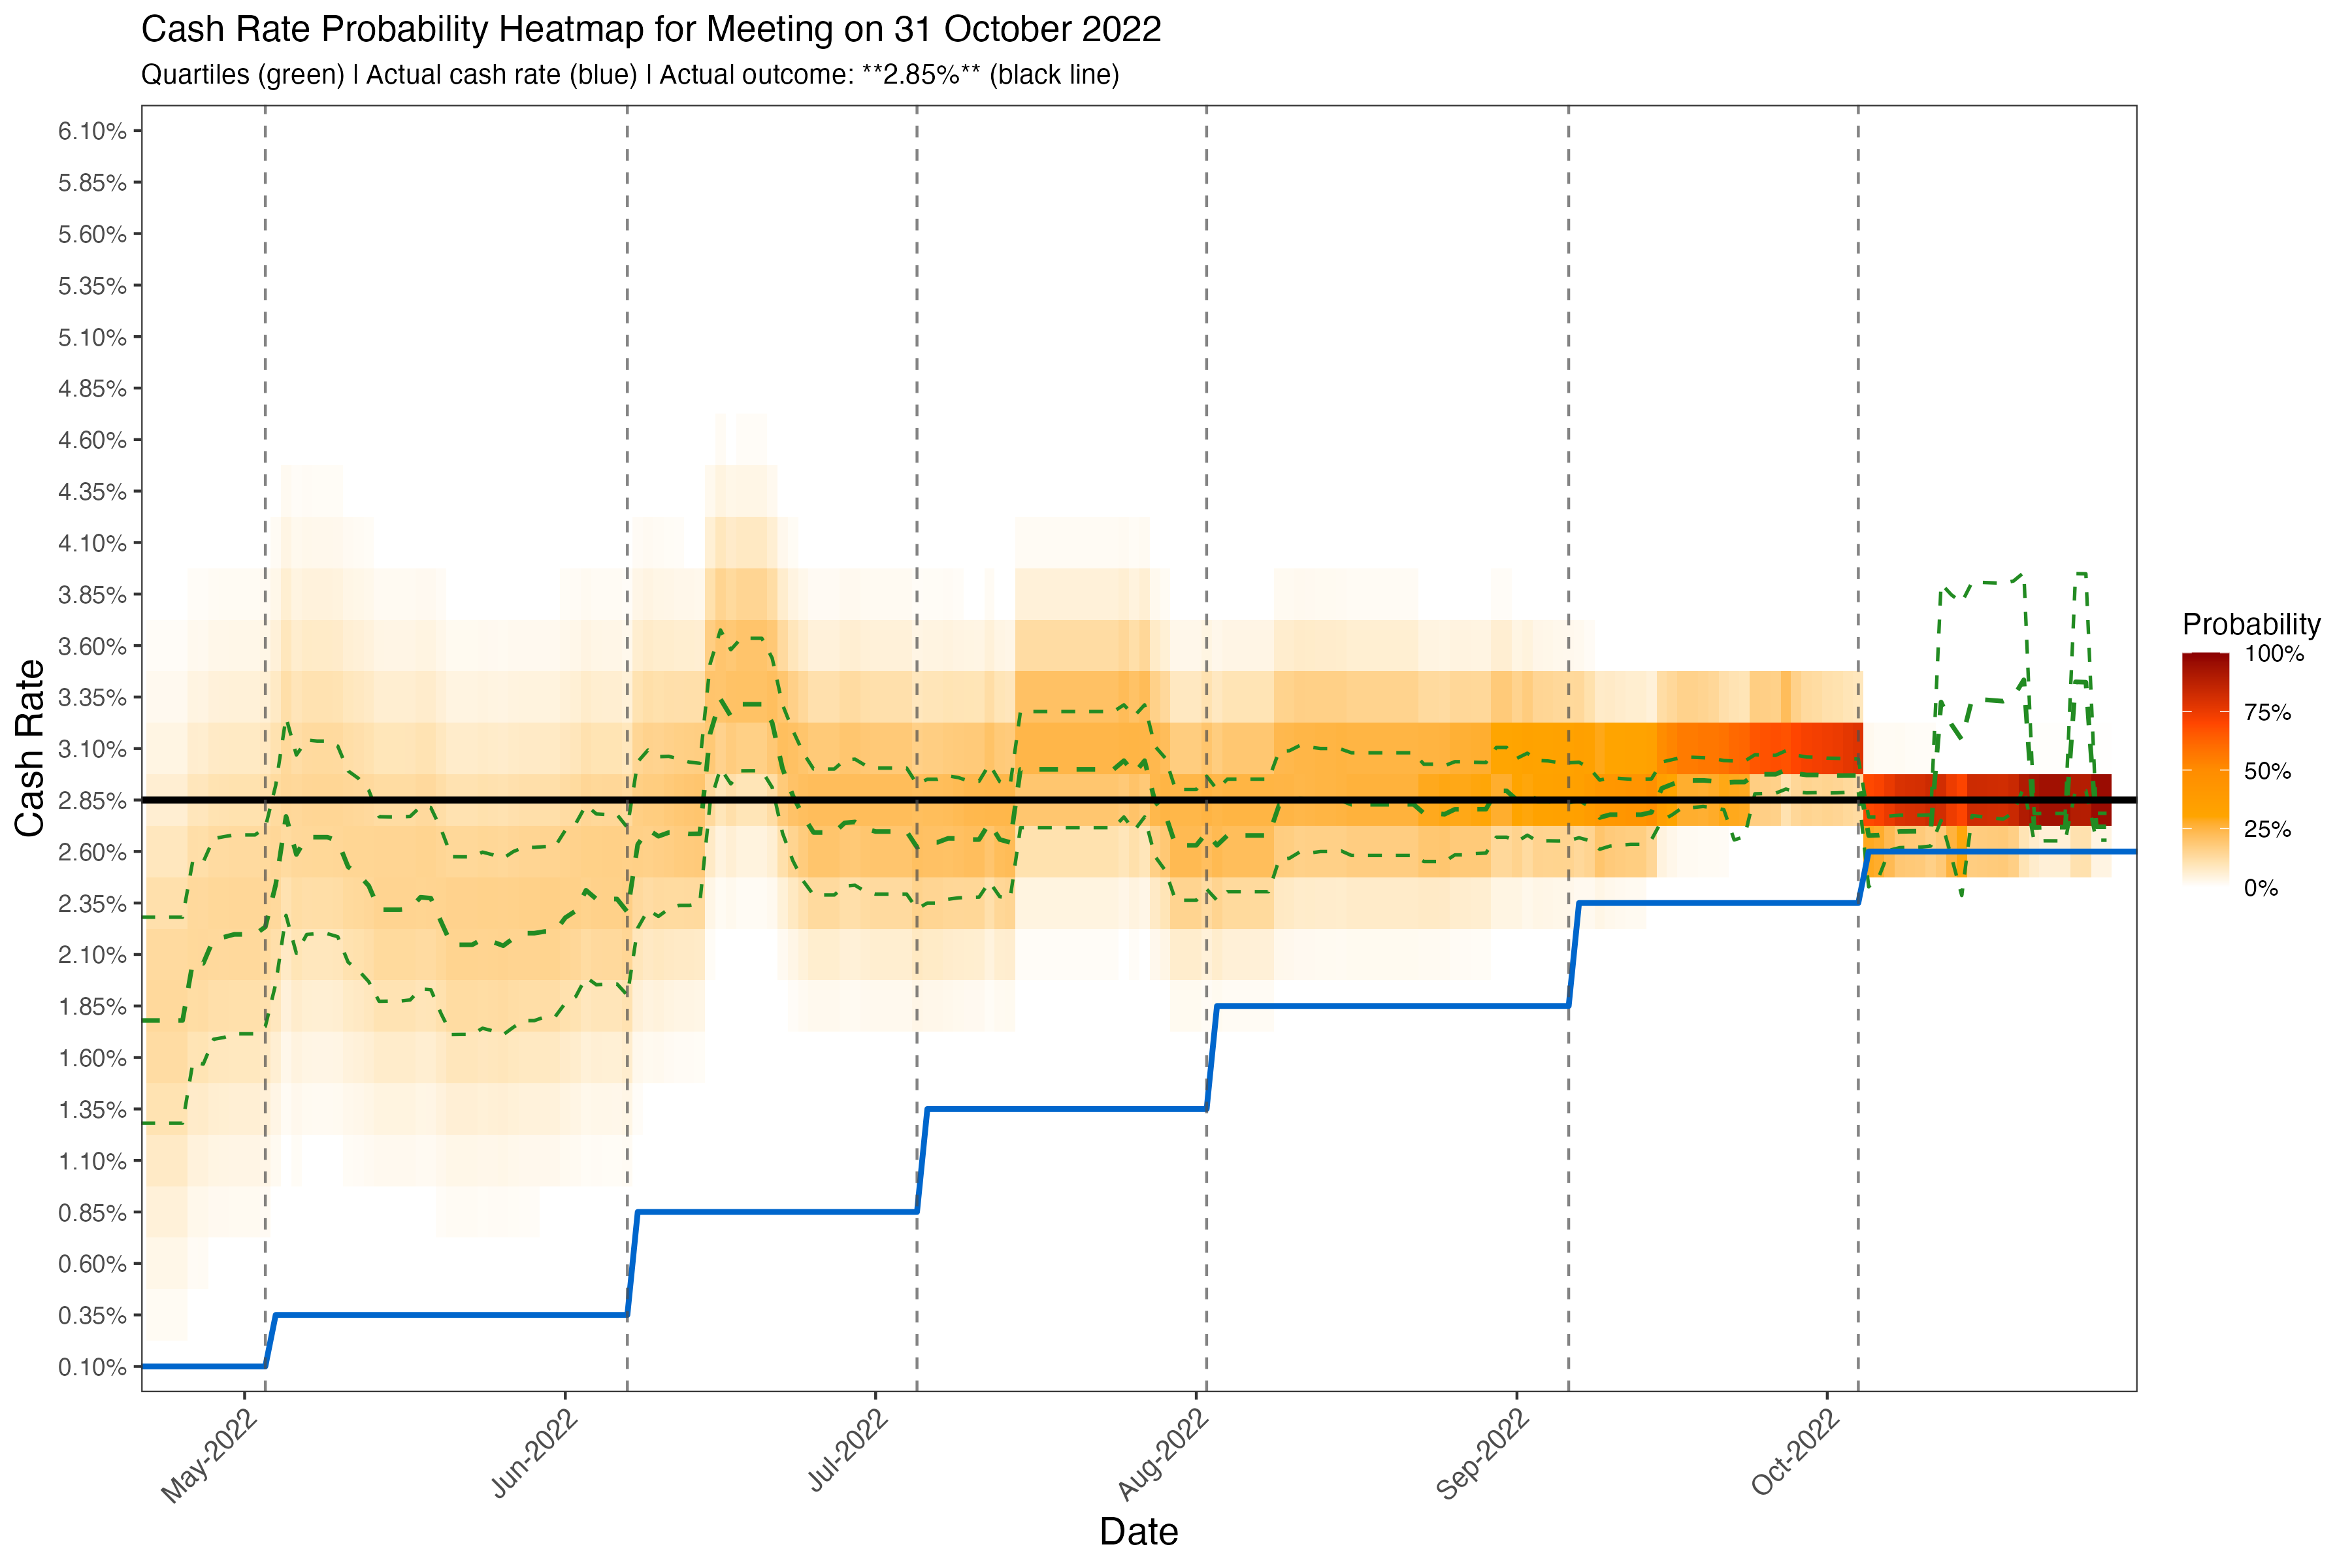 Cash Rate Probability Heatmap for Meeting on 31 October 2022
Quartiles (green) | Actual cash rate (blue) | Actual outcome: **2.85%** (black line)
6.10%
5.85%
5.60%
5.35%
5.10%
4.85%
4.60%
4.35%
4.10%
3.85%
3.60%
3.35%
3.10%
2.85%
2.60%
2.35%
2.10%
1.85%
1.60%
1.35%
1.10%
0.85%
0.60%
0.35%
0.10%
Cash Rate
May-2022
Jun-2022
Jul-2022
Aug-2022
Sep-2022
Oct-2022
Date
Probability
100%
75%
50%
25%
0%